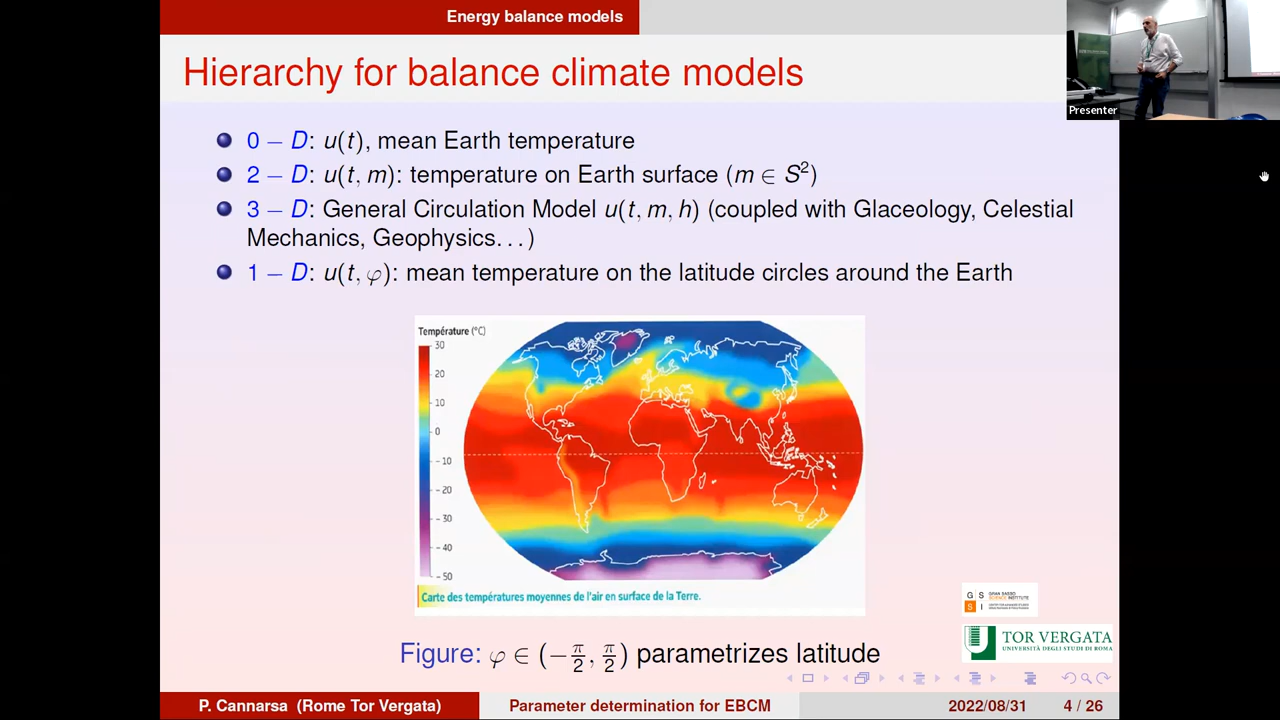 Energy balance models
Hierarchy for balance climate models
0 – D: u(t), mean Earth temperature
2 – D: u(t, m): temperature on Earth surface (m ∈ S²)
3 – D: General Circulation Model u(t, m, h) (coupled with Glaceology, Celestial
Mechanics, Geophysics...)
1 – D: u(t, φ): mean temperature on the latitude circles around the Earth
Température (°C)
30
20
10
0
-10
-20
-30
-40
-50
Carte des températures moyennes de l'air en surface de la Terre.
Figure: φ ∈ (−π/2, π/2) parametrizes latitude
G S
S I
GRAN SASSO
SCIENCE INSTITUTE
TOR VERGATA
UNIVERSITÀ DEGLI STUDI DI ROMA
P. Cannarsa (Rome Tor Vergata)
Parameter determination for EBCM
2022/08/31
4 / 26
Presenter